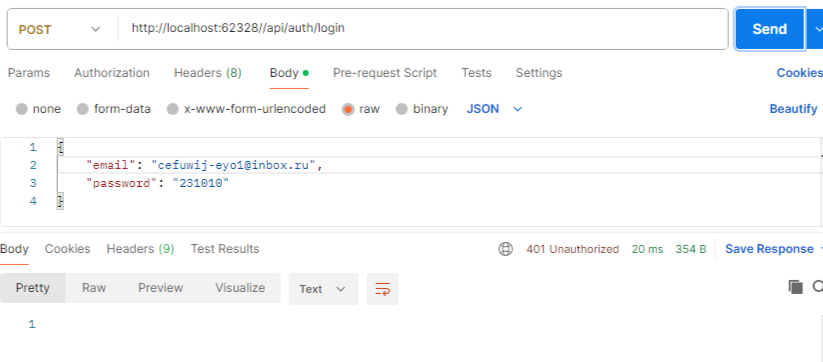 POST http://localhost:62328//api/auth/login Send
Params Authorization Headers (8) Body Pre-request Script Tests Settings Cookies
none form-data x-www-form-urlencoded raw binary JSON Beautify
1 {
2 "email": "cefuwij-eyo1@inbox.ru",
3 "password": "231010"
4 }
Body Cookies Headers (9) Test Results 401 Unauthorized 20 ms 354 B Save Response
Pretty Raw Preview Visualize Text
1